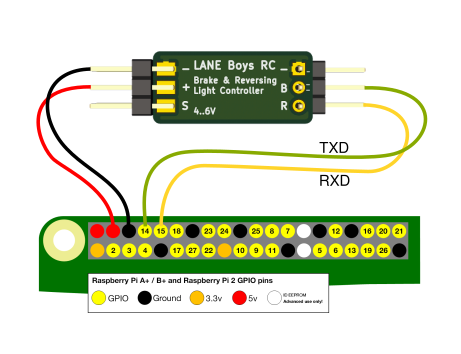 LANE Boys RC
–
–
Brake & Reversing
+
B
Light Controller
S
R
4..6V
TXD
RXD
14 15 18 23 24 25 8 7 12 16 20 21
2 3 4 17 27 22 10 9 11 5 6 13 19 26
Raspberry Pi A+ / B+ and Raspberry Pi 2 GPIO pins
GPIO Ground 3.3v 5v ID EEPROM
Advanced use only!